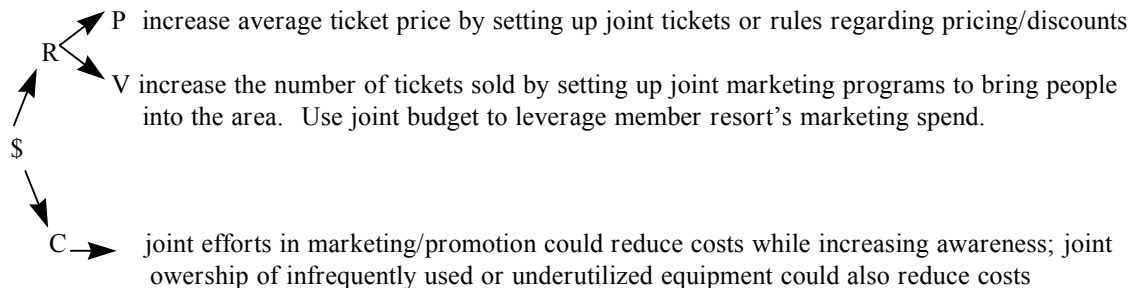 P increase average ticket price by setting up joint tickets or rules regarding pricing/discounts
R
V increase the number of tickets sold by setting up joint marketing programs to bring people
into the area. Use joint budget to leverage member resort's marketing spend.
$
C joint efforts in marketing/promotion could reduce costs while increasing awareness; joint
owership of infrequently used or underutilized equipment could also reduce costs